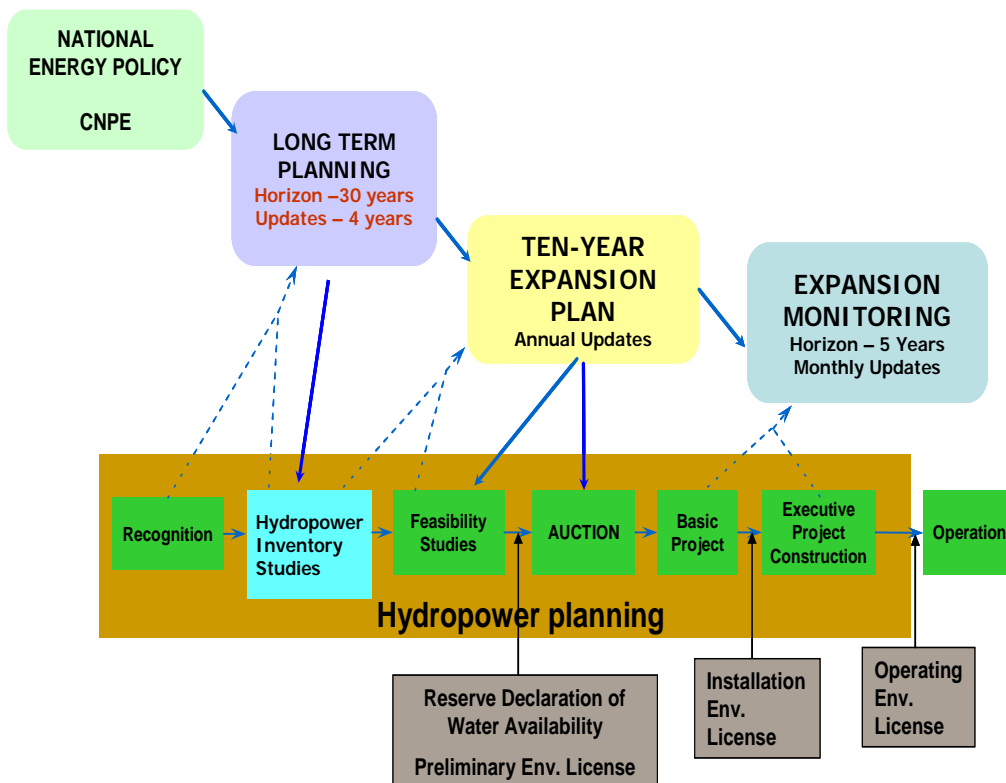 NATIONAL
ENERGY POLICY
CNPE
LONG TERM
PLANNING
Horizon –30 years
Updates – 4 years
TEN-YEAR
EXPANSION
PLAN
Annual Updates
EXPANSION
MONITORING
Horizon – 5 Years
Monthly Updates
Recognition
Hydropower
Inventory
Studies
Feasibility
Studies
AUCTION
Basic
Project
Executive
Project
Construction
Operation
Hydropower planning
Reserve Declaration of
Water Availability
Preliminary Env. License
Installation
Env.
License
Operating
Env.
License